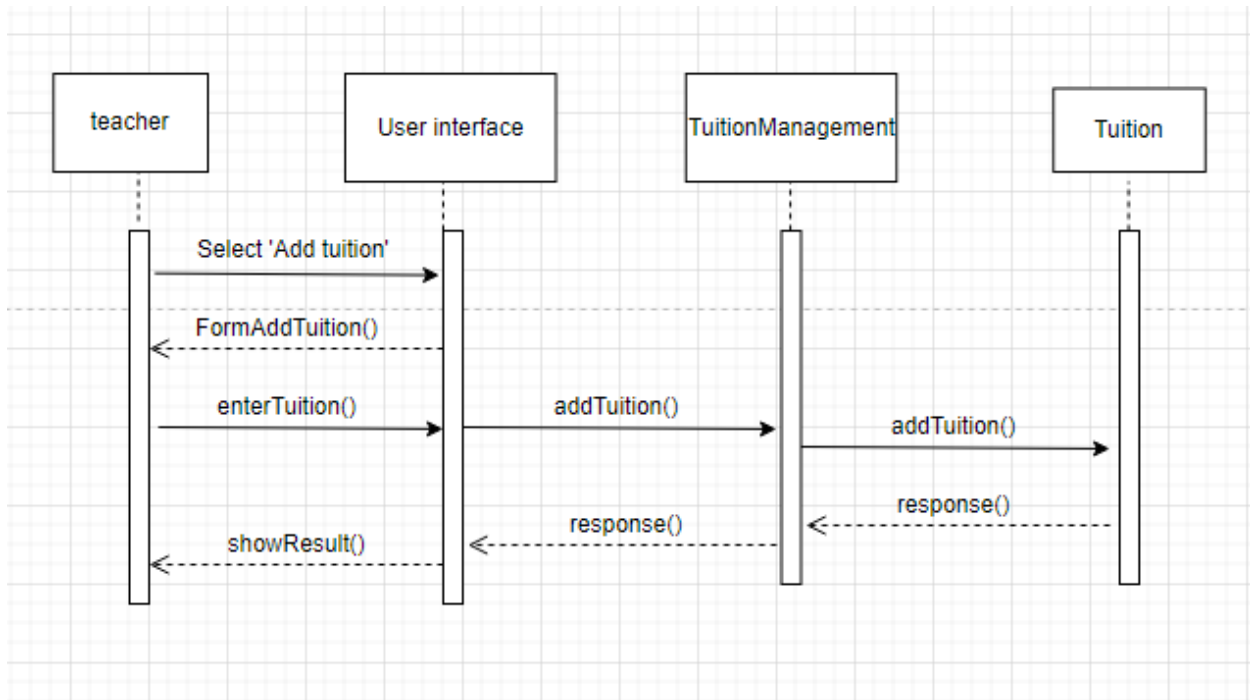 teacher
User interface
TuitionManagement
Tuition
Select 'Add tuition'
FormAddTuition()
enterTuition()
addTuition()
addTuition()
response()
response()
showResult()